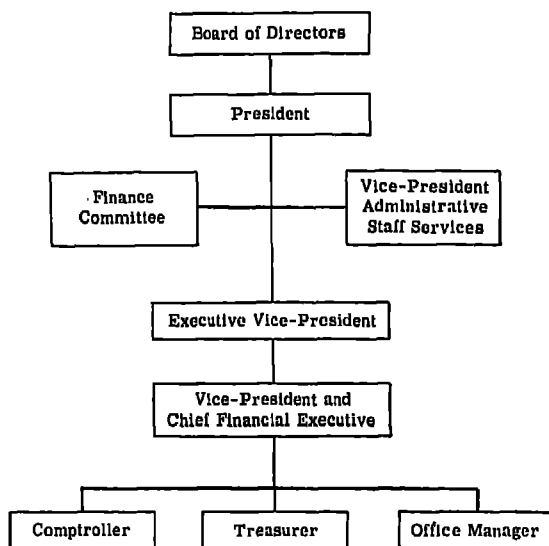 Board of Directors
President
Finance
Committee
Vice-President
Administrative
Staff Services
Executive Vice-President
Vice-President and
Chief Financial Executive
Comptroller
Treasurer
Office Manager